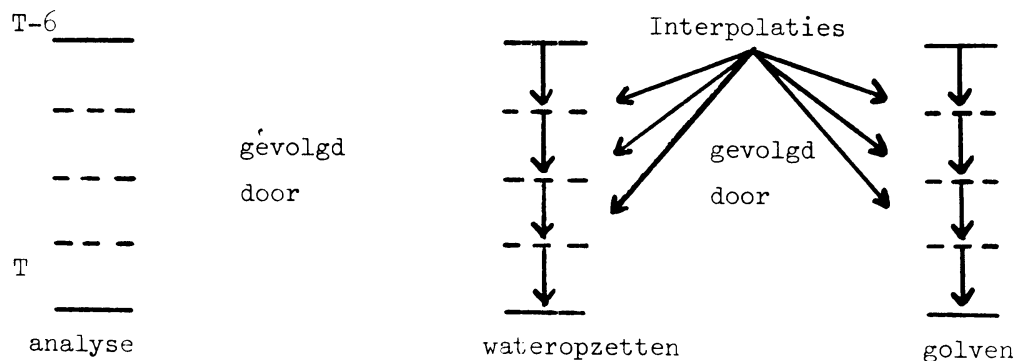 T-6
Interpolaties
gevolgd
door
gevolgd
door
T
analyse
wateropzetten
golven